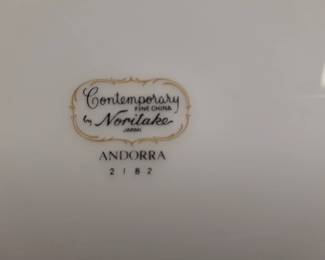 Contemporary
FINE CHINA
by Noritake
JAPAN
ANDORRA
2182